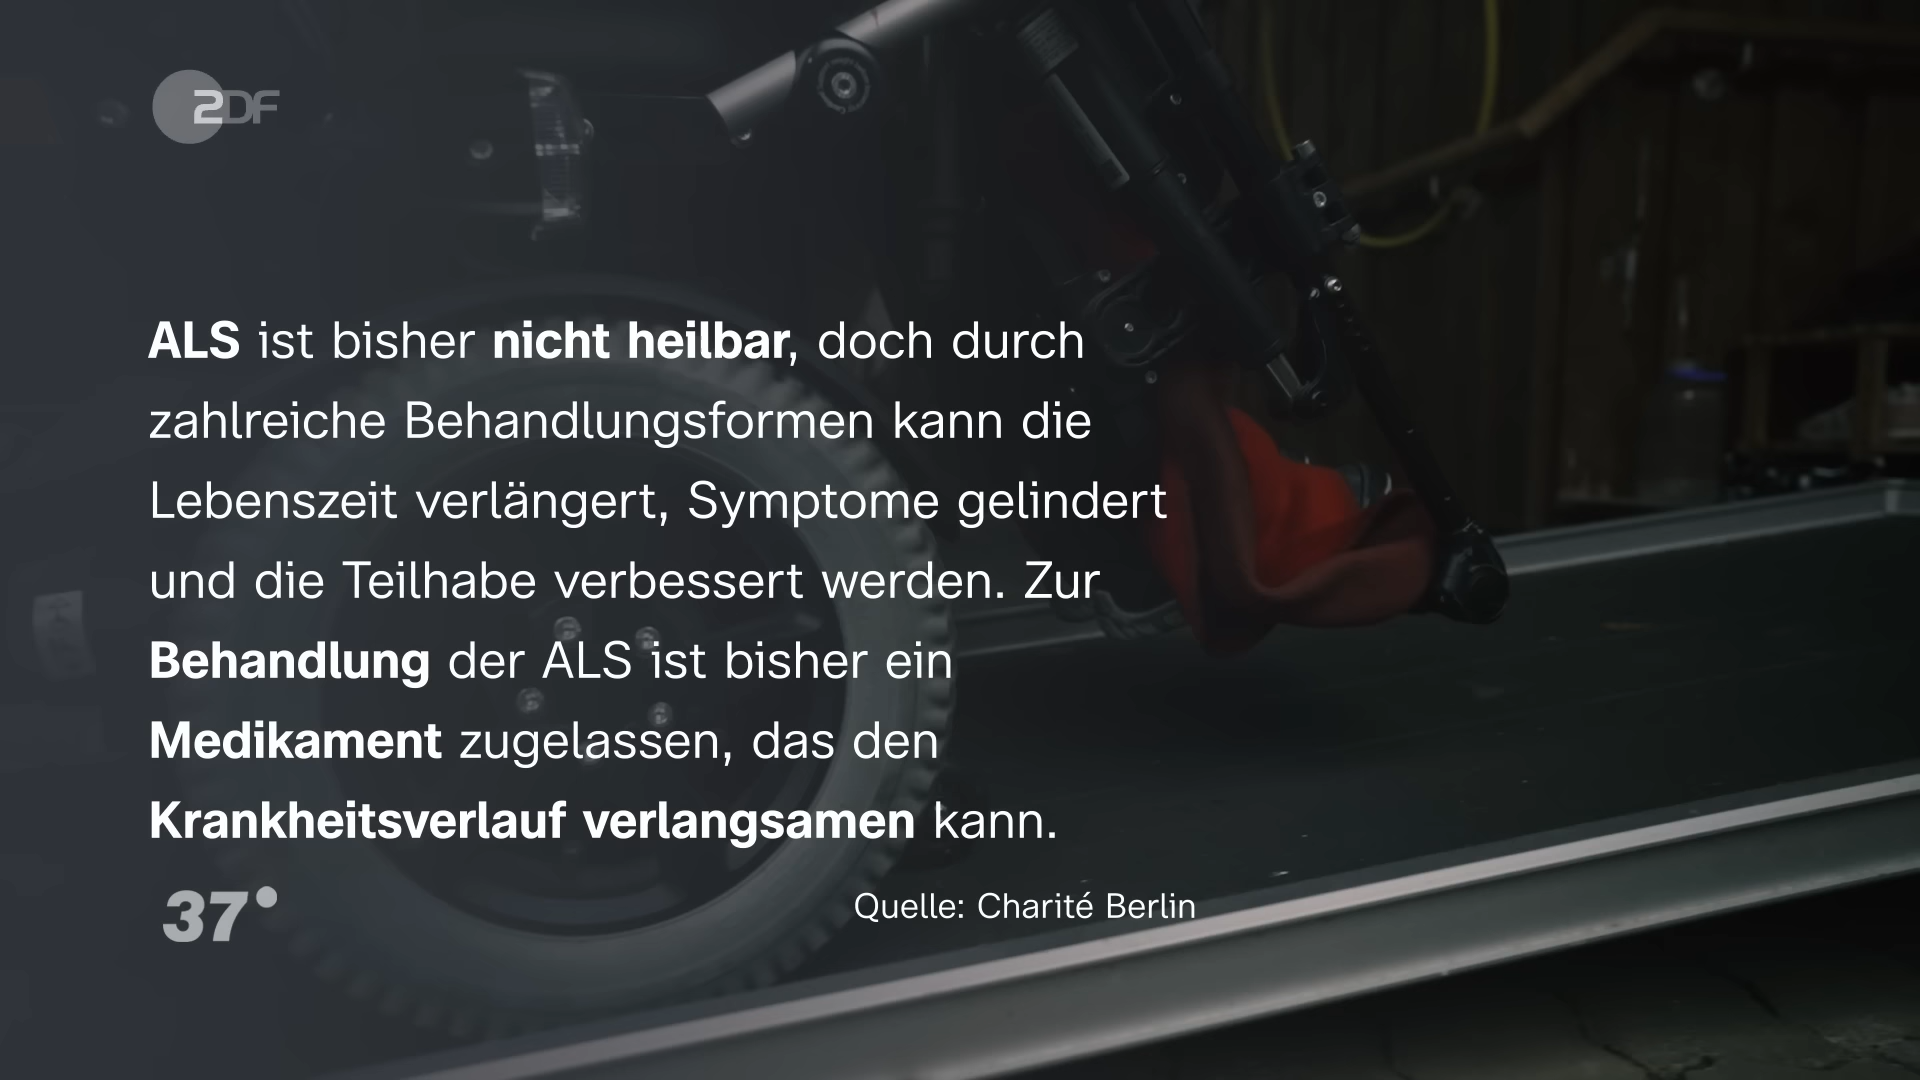 ZDF
ALS ist bisher nicht heilbar, doch durch
zahlreiche Behandlungsformen kann die
Lebenszeit verlängert, Symptome gelindert
und die Teilhabe verbessert werden. Zur
Behandlung der ALS ist bisher ein
Medikament zugelassen, das den
Krankheitsverlauf verlangsamen kann.
37°
Quelle: Charité Berlin